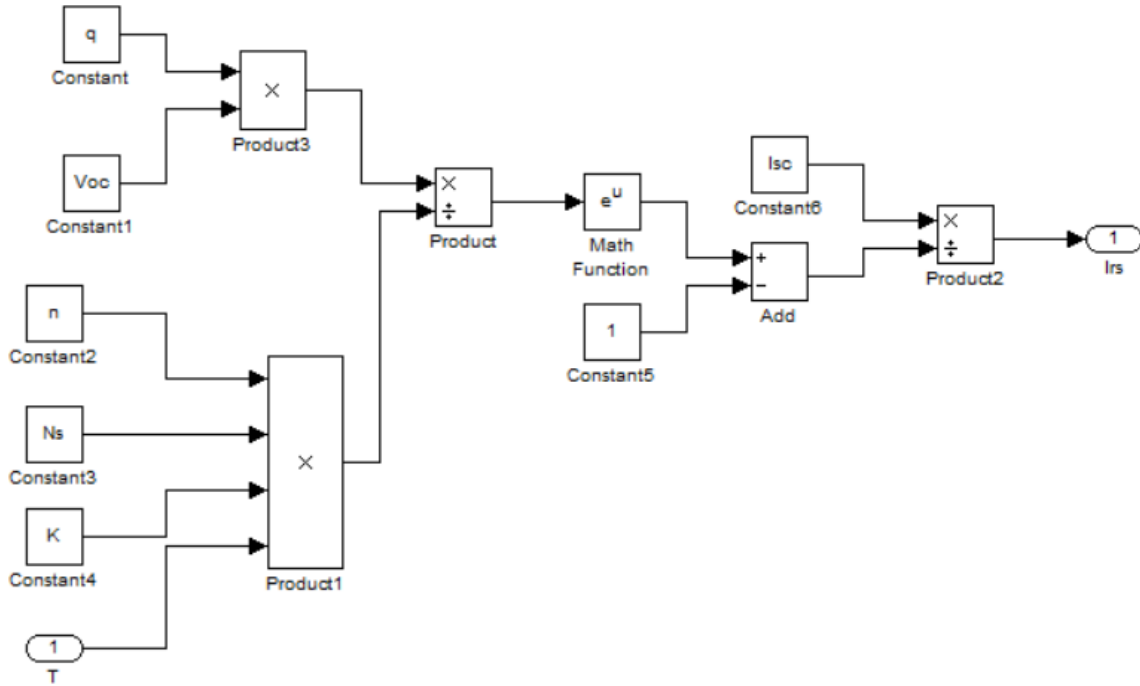 q
Constant
×
Product3
Voc
Constant1
×
÷
Product
e^u
Math
Function
Isc
Constant6
×
÷
Product2
1
Irs
+
−
Add
1
Constant5
n
Constant2
Ns
Constant3
K
Constant4
×
Product1
1
T